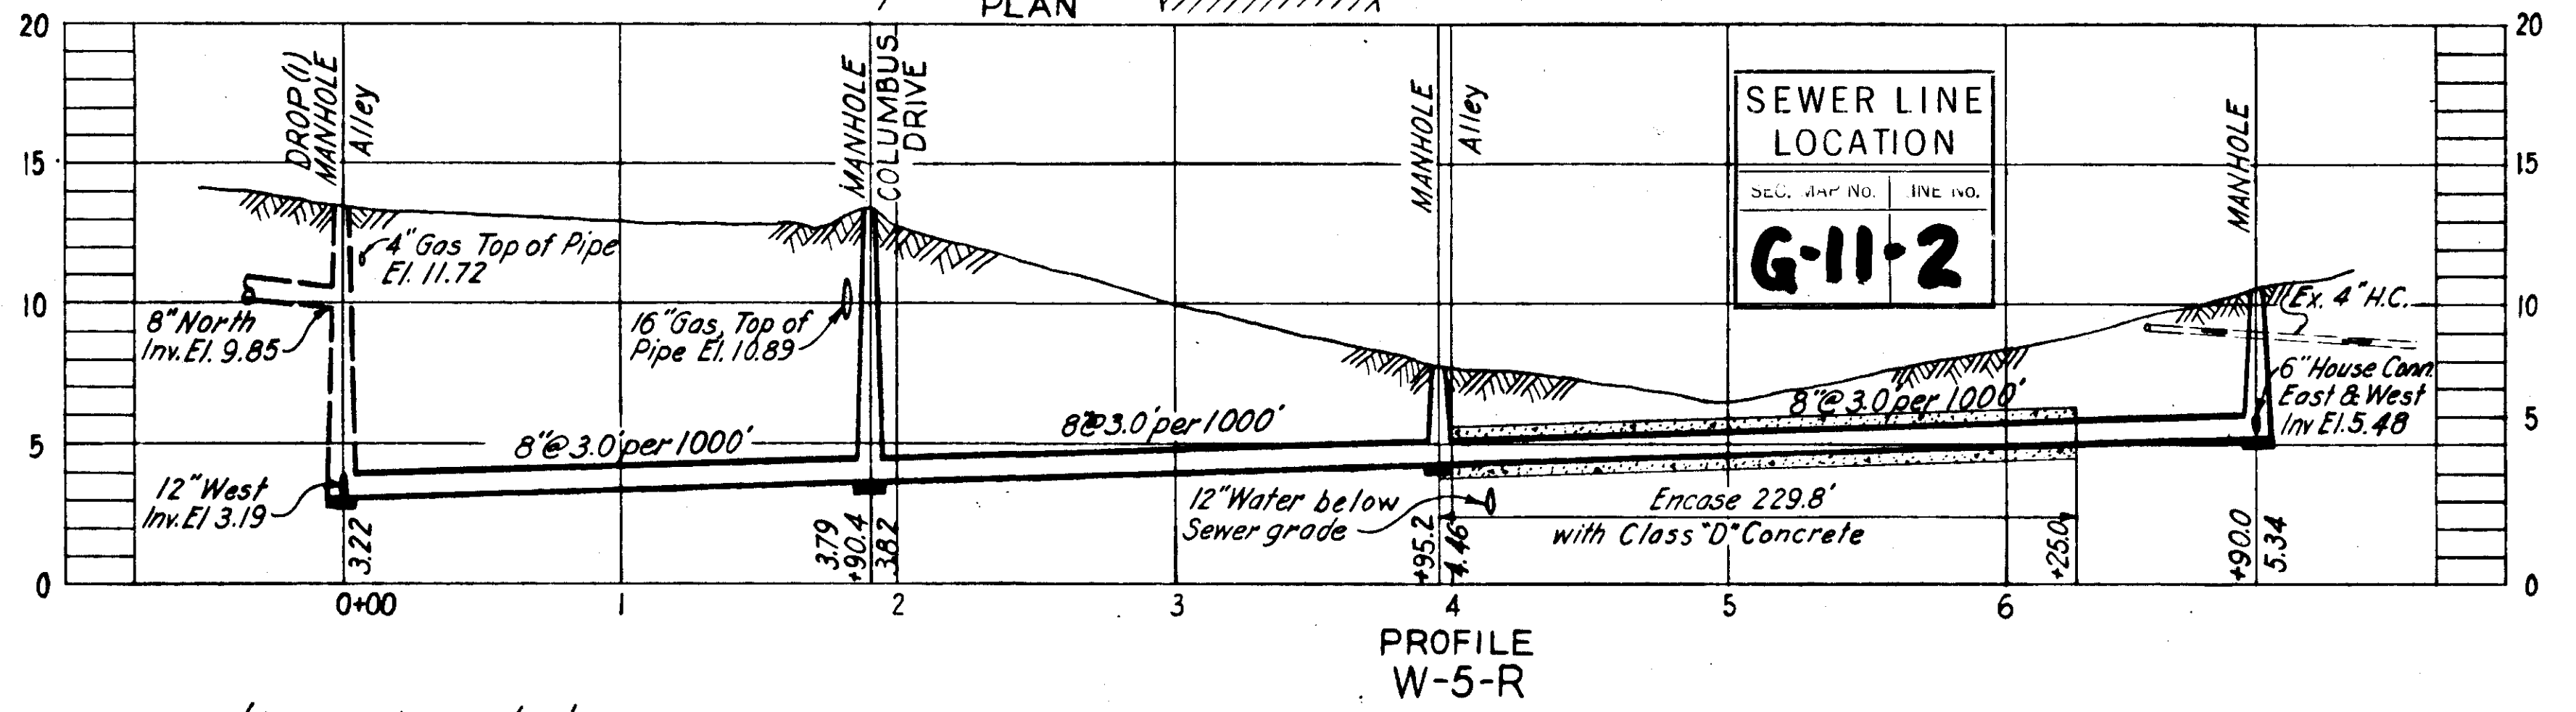 PLAN
20
20
DROP (1)
MANHOLE
Alley
MANHOLE
COLUMBUS
DRIVE
MANHOLE
Alley
SEWER LINE
LOCATION
SEC. MAP No.
LINE No.
G-11-2
MANHOLE
15
15
4" Gas Top of Pipe
El. 11.72
10
10
8" North
Inv. El. 9.85
16" Gas, Top of
Pipe El. 10.89
Ex. 4" H.C.
6" House Conn.
East & West
Inv El. 5.48
8" @ 3.0' per 1000'
8" @ 3.0' per 1000'
8" @ 3.0' per 1000'
5
5
12" West
Inv. El 3.19
12" Water below
Sewer grade
Encase 229.8'
with Class "D" Concrete
3.22
3.79
+90.4
3.82
+95.2
4.46
+25.0
+90.0
5.34
0
0
0+00
1
2
3
4
5
6
PROFILE
W-5-R